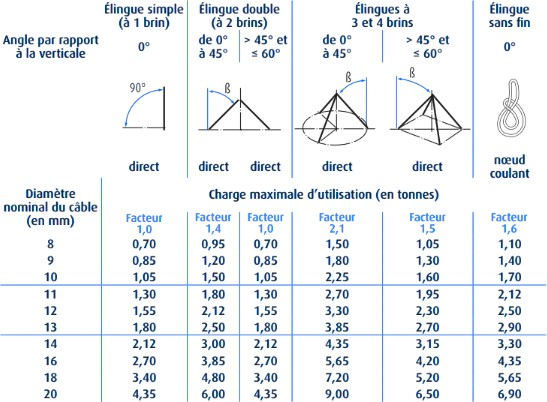 Élingue simple Élingue double Élingues à Élingue
(à 1 brin) (à 2 brins) 3 et 4 brins sans fin
Angle par rapport à la verticale 0° de 0° à 45° > 45° et ≤ 60° de 0° à 45° > 45° et ≤ 60° 0°
90° ß ß ß
direct direct direct direct direct nœud coulant
Diamètre nominal du câble (en mm) Charge maximale d'utilisation (en tonnes)
Facteur Facteur Facteur Facteur Facteur Facteur
1,0 1,4 1,0 2,1 1,5 1,6
8 0,70 0,95 0,70 1,50 1,05 1,10
9 0,85 1,20 0,85 1,80 1,30 1,40
10 1,05 1,50 1,05 2,25 1,60 1,70
11 1,30 1,80 1,30 2,70 1,95 2,12
12 1,55 2,12 1,55 3,30 2,30 2,50
13 1,80 2,50 1,80 3,85 2,70 2,90
14 2,12 3,00 2,12 4,35 3,15 3,30
16 2,70 3,85 2,70 5,65 4,20 4,35
18 3,40 4,80 3,40 7,20 5,20 5,65
20 4,35 6,00 4,35 9,00 6,50 6,90